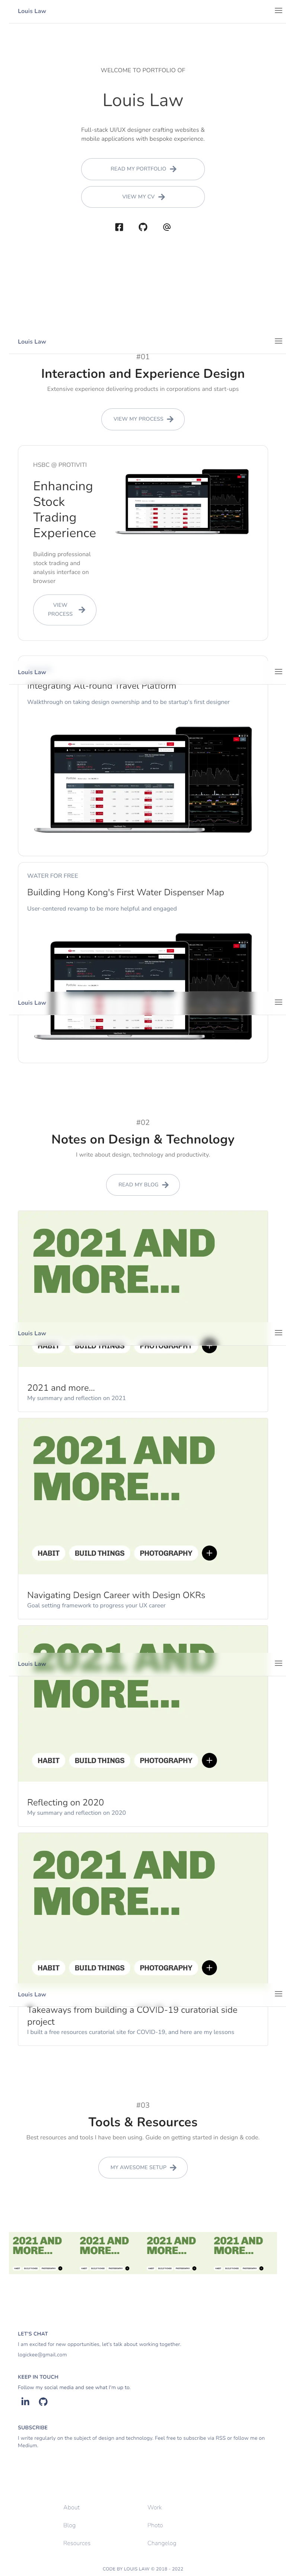 Louis Law
WELCOME TO PORTFOLIO OF
Louis Law
Full-stack UI/UX designer crafting websites &
mobile applications with bespoke experience.
READ MY PORTFOLIO
VIEW MY CV
Louis Law
#01
Interaction and Experience Design
Extensive experience delivering products in corporations and start-ups
VIEW MY PROCESS
HSBC @ PROTIVITI
Enhancing
Stock
Trading
Experience
Building professional
stock trading and
analysis interface on
browser
VIEW
PROCESS
Louis Law
Integrating All-round Travel Platform
Walkthrough on taking design ownership and to be startup's first designer
WATER FOR FREE
Building Hong Kong's First Water Dispenser Map
User-centered revamp to be more helpful and engaged
Louis Law
#02
Notes on Design & Technology
I write about design, technology and productivity.
READ MY BLOG
2021 AND
MORE...
Louis Law
HABIT BUILD THINGS PHOTOGRAPHY
2021 and more...
My summary and reflection on 2021
2021 AND
MORE...
HABIT BUILD THINGS PHOTOGRAPHY
Navigating Design Career with Design OKRs
Goal setting framework to progress your UX career
2021 AND
Louis Law
MORE...
HABIT BUILD THINGS PHOTOGRAPHY
Reflecting on 2020
My summary and reflection on 2020
2021 AND
MORE...
HABIT BUILD THINGS PHOTOGRAPHY
Louis Law
Takeaways from building a COVID-19 curatorial side
project
I built a free resources curatorial site for COVID-19, and here are my lessons
#03
Tools & Resources
Best resources and tools I have been using. Guide on getting started in design & code.
MY AWESOME SETUP
2021 AND
MORE...
2021 AND
MORE...
2021 AND
MORE...
2021 AND
MORE...
LET'S CHAT
I am excited for new opportunities, let's talk about working together.
logickee@gmail.com
KEEP IN TOUCH
Follow my social media and see what I'm up to.
SUBSCRIBE
I write regularly on the subject of design and technology. Feel free to subscribe via RSS or follow me on
Medium.
About Work
Blog Photo
Resources Changelog
CODE BY LOUIS LAW © 2018 - 2022